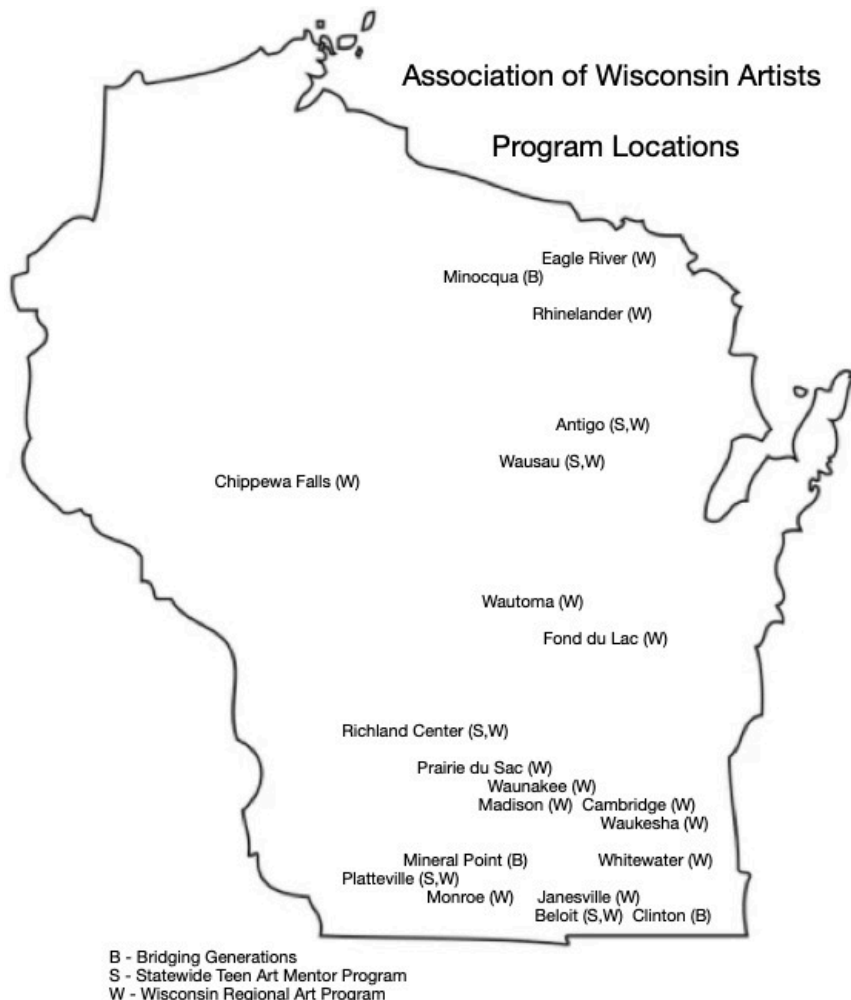 Association of Wisconsin Artists
Program Locations
Eagle River (W)
Minocqua (B)
Rhinelander (W)
Antigo (S,W)
Wausau (S,W)
Chippewa Falls (W)
Wautoma (W)
Fond du Lac (W)
Richland Center (S,W)
Prairie du Sac (W)
Waunakee (W)
Madison (W) Cambridge (W)
Waukesha (W)
Mineral Point (B) Whitewater (W)
Platteville (S,W)
Monroe (W) Janesville (W)
Beloit (S,W) Clinton (B)
B - Bridging Generations
S - Statewide Teen Art Mentor Program
W - Wisconsin Regional Art Program